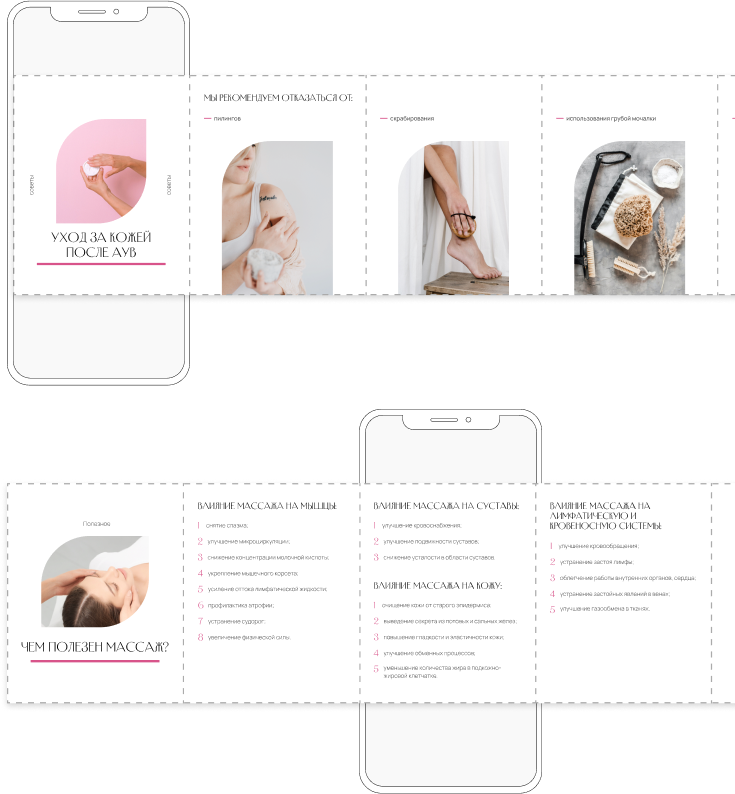 советы
советы
УХОД ЗА КОЖЕЙ
ПОСЛЕ АУВ
МЫ РЕКОМЕНДУЕМ ОТКАЗАТЬСЯ ОТ:
— пилингов
— скрабирования
— использования грубой мочалки
Полезное
ЧЕМ ПОЛЕЗЕН МАССАЖ?
ВЛИЯНИЕ МАССАЖА НА МЫШЦЫ:
1 снятие спазма;
2 улучшение микроциркуляции;
3 снижение концентрации молочной кислоты;
4 укрепление мышечного корсета;
5 усиление оттока лимфатической жидкости;
6 профилактика атрофии;
7 устранение судорог;
8 увеличение физической силы.
ВЛИЯНИЕ МАССАЖА НА СУСТАВЫ:
1 улучшение кровоснабжения;
2 улучшение подвижности суставов;
3 снижение усталости в области суставов.
ВЛИЯНИЕ МАССАЖА НА КОЖУ:
1 очищение кожи от старого эпидермиса;
2 выведение секрета из потовых и сальных желез;
3 повышение гладкости и эластичности кожи;
4 улучшение обменных процессов;
5 уменьшение количества жира в подкожно-
жировой клетчатке.
ВЛИЯНИЕ МАССАЖА НА
ЛИМФАТИЧЕСКУЮ И
КРОВЕНОСНУЮ СИСТЕМЫ:
1 улучшение кровообращения;
2 устранение застоя лимфы;
3 облегчение работы внутренних органов, сердца;
4 устранение застойных явлений в венах;
5 улучшение газообмена в тканях.